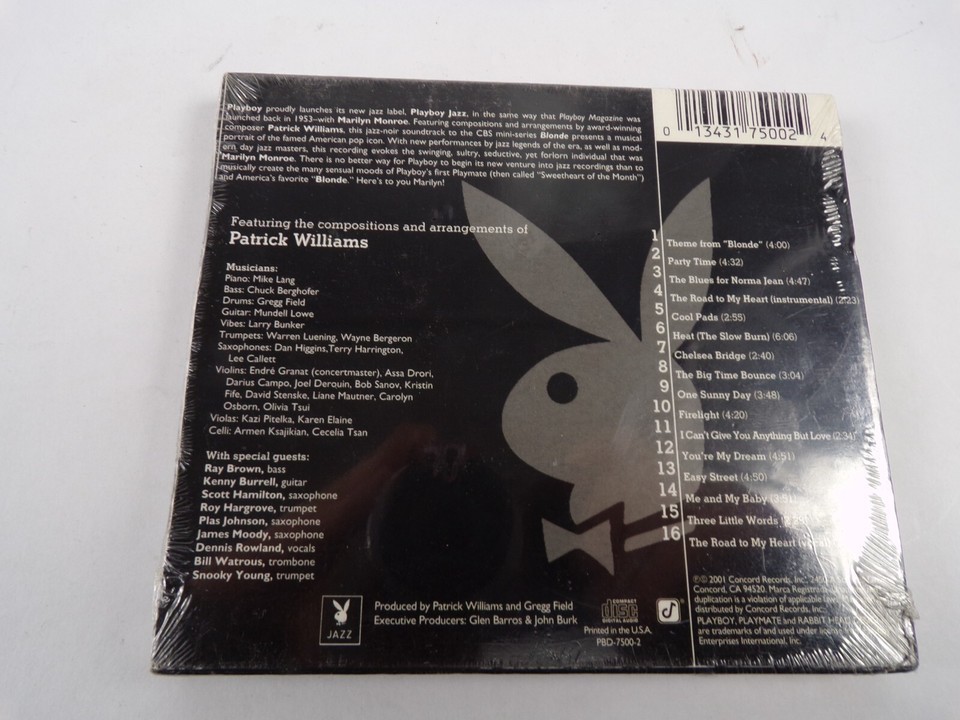 Playboy proudly launches its new jazz label, Playboy Jazz, in the same way that Playboy Magazine was
launched back in 1953–with Marilyn Monroe. Featuring compositions and arrangements by award-winning
composer Patrick Williams, this jazz-noir soundtrack to the CBS mini-series Blonde presents a musical
portrait of the famed American pop icon. With new performances by jazz legends of the era, as well as mod-
ern day jazz masters, this recording evokes the swinging, sultry, seductive, yet forlorn individual that was
Marilyn Monroe. There is no better way for Playboy to begin its new venture into jazz recordings than to
musically create the many sensual moods of Playboy's first Playmate (then called "Sweetheart of the Month")
and America's favorite "Blonde." Here's to you Marilyn!
0 13431 75002 4
Featuring the compositions and arrangements of
Patrick Williams
Musicians:
Piano: Mike Lang
Bass: Chuck Berghofer
Drums: Gregg Field
Guitar: Mundell Lowe
Vibes: Larry Bunker
Trumpets: Warren Luening, Wayne Bergeron
Saxophones: Dan Higgins, Terry Harrington,
Lee Callett
Violins: Endré Granat (concertmaster), Assa Drori,
Darius Campo, Joel Derouin, Bob Sanov, Kristin
Fife, David Stenske, Liane Mautner, Carolyn
Osborn, Olivia Tsui
Violas: Kazi Pitelka, Karen Elaine
Celli: Armen Ksajikian, Cecelia Tsan
With special guests:
Ray Brown, bass
Kenny Burrell, guitar
Scott Hamilton, saxophone
Roy Hargrove, trumpet
Plas Johnson, saxophone
James Moody, saxophone
Dennis Rowland, vocals
Bill Watrous, trombone
Snooky Young, trumpet
1 Theme from "Blonde" (4:00)
2 Party Time (4:32)
3 The Blues for Norma Jean (4:47)
4 The Road to My Heart (instrumental) (2:23)
5 Cool Pads (2:55)
6 Heat (The Slow Burn) (6:06)
7 Chelsea Bridge (2:40)
8 The Big Time Bounce (3:04)
9 One Sunny Day (3:48)
10 Firelight (4:20)
11 I Can't Give You Anything But Love (2:34)
12 You're My Dream (4:51)
13 Easy Street (4:50)
14 Me and My Baby
15 Three Little Words
16 The Road to My Heart
JAZZ
Produced by Patrick Williams and Gregg Field
Executive Producers: Glen Barros & John Burk
COMPACT
disc
DIGITAL AUDIO
Printed in the U.S.A.
PBD-7500-2
℗© 2001 Concord Records, Inc.,
Concord, CA 94520. Marca Registrada
duplication is a violation of applicable laws
distributed by Concord Records, Inc.
PLAYBOY, PLAYMATE and RABBIT HEAD
are trademarks of and used under license
Enterprises International, Inc.